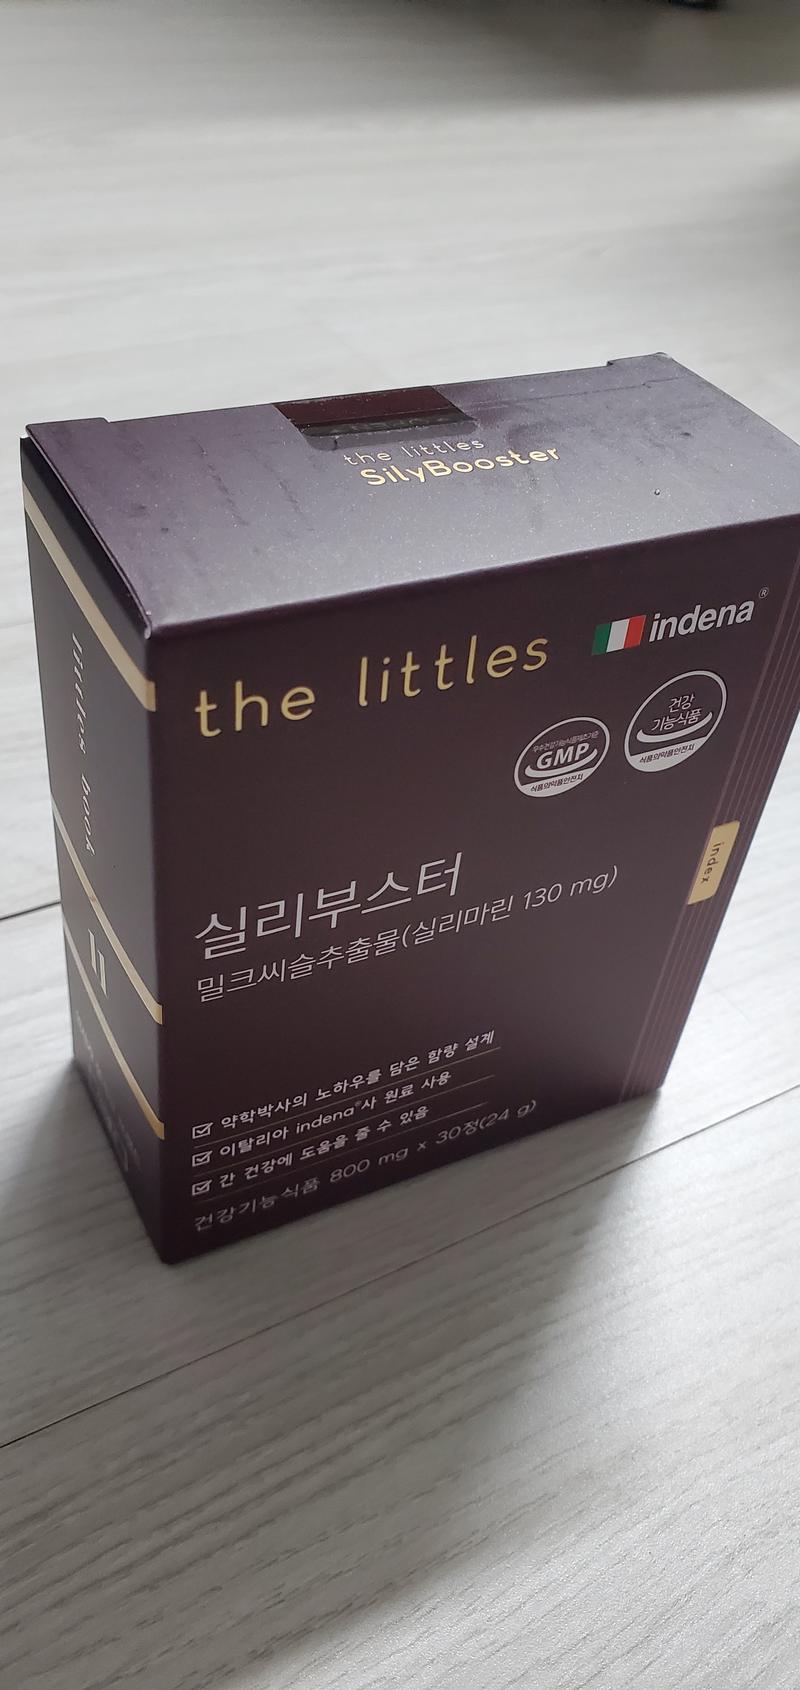 the littles
SilyBooster
the littles
indena®
우수건강기능식품제조기준
GMP
식품의약품안전처
건강
기능식품
식품의약품안전처
index
실리부스터
밀크씨슬추출물(실리마린 130 mg)
약학박사의 노하우를 담은 함량 설계
이탈리아 indena®사 원료 사용
간 건강에 도움을 줄 수 있음
건강기능식품 800 mg x 30정(24 g)
littles book